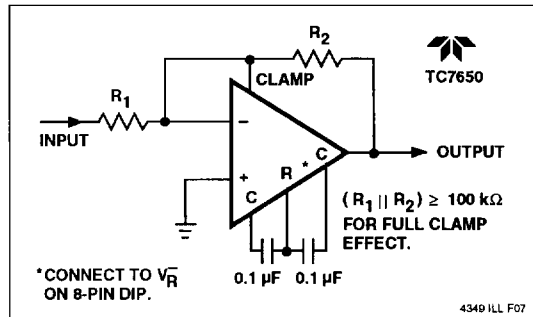 R2
TC7650
CLAMP
R1
INPUT
−
+
C
R
*
C
OUTPUT
(R1 || R2) ≥ 100 kΩ
FOR FULL CLAMP
EFFECT.
0.1 µF
0.1 µF
*CONNECT TO V̅R
ON 8-PIN DIP.
4349 ILL F07